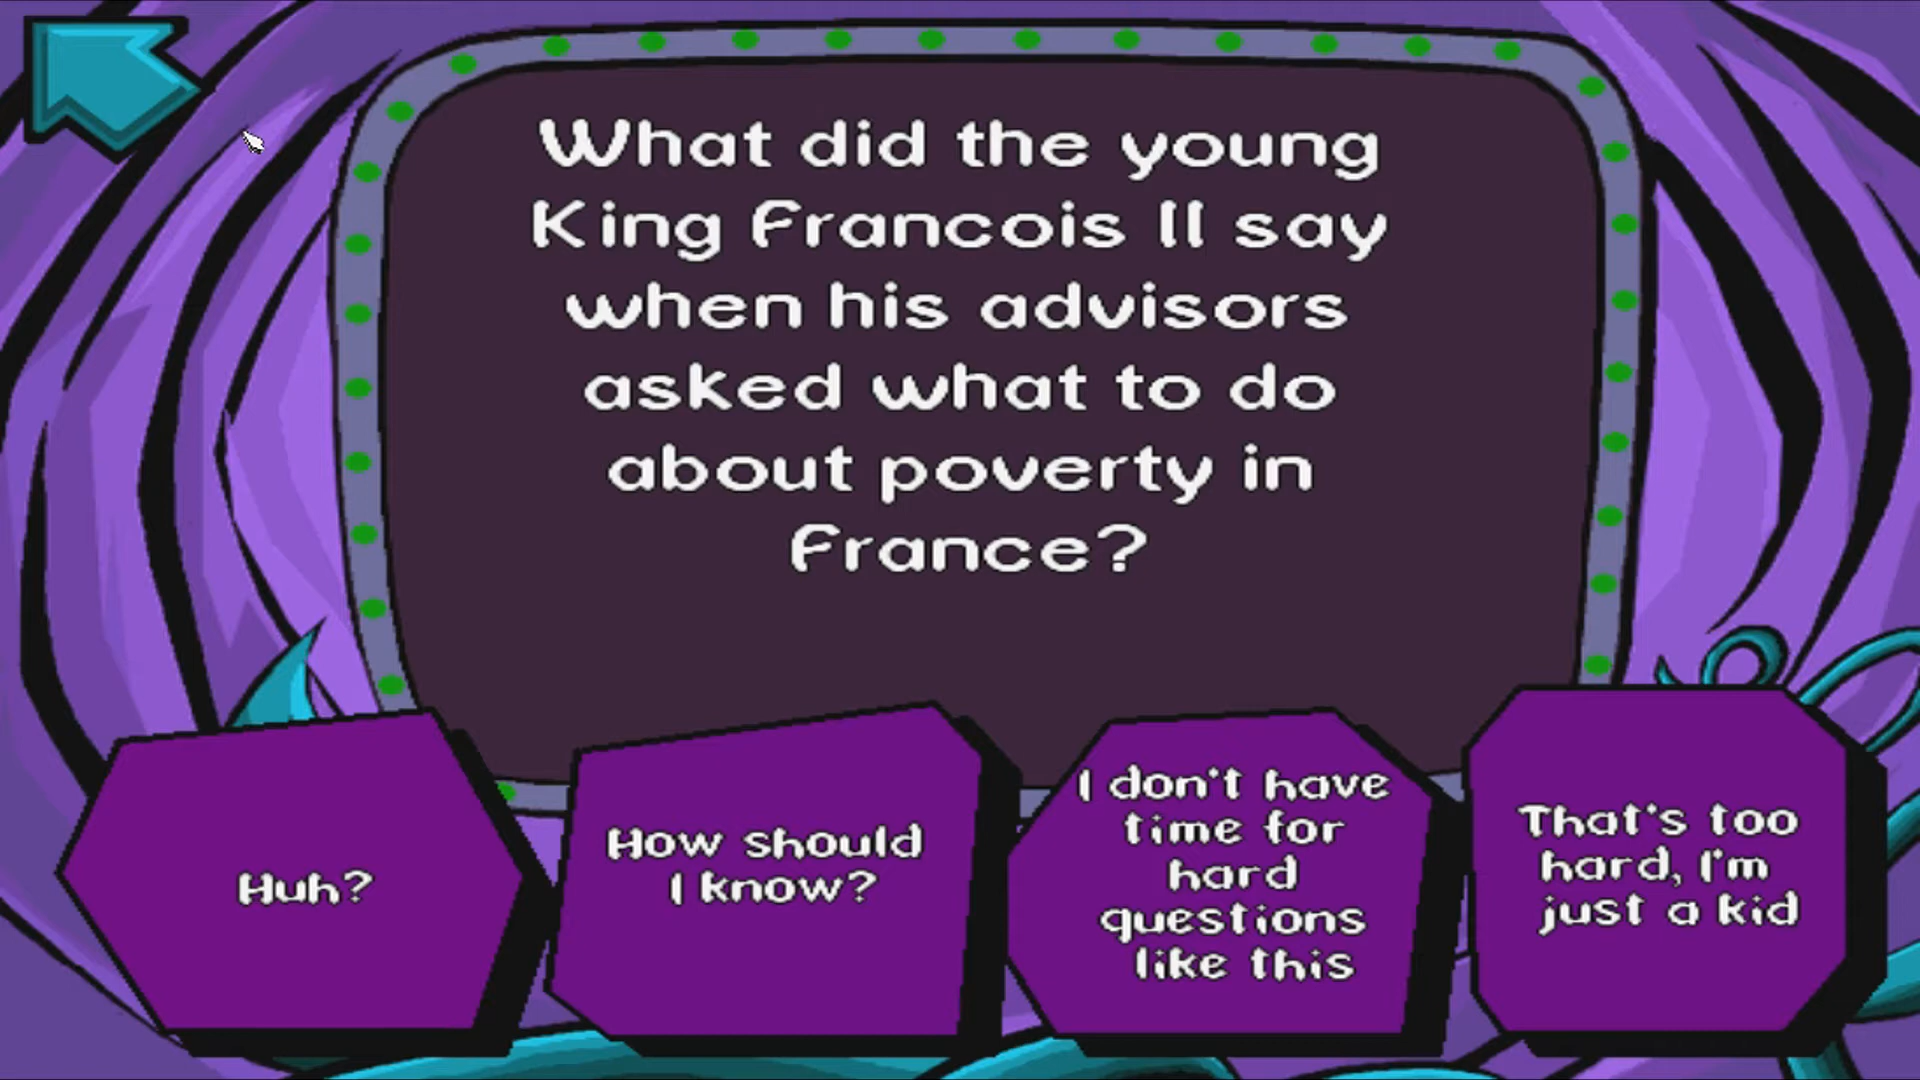 What did the young
King Francois II say
when his advisors
asked what to do
about poverty in
France?
Huh?
How should
I know?
I don't have
time for
hard
questions
like this
That's too
hard, I'm
just a kid